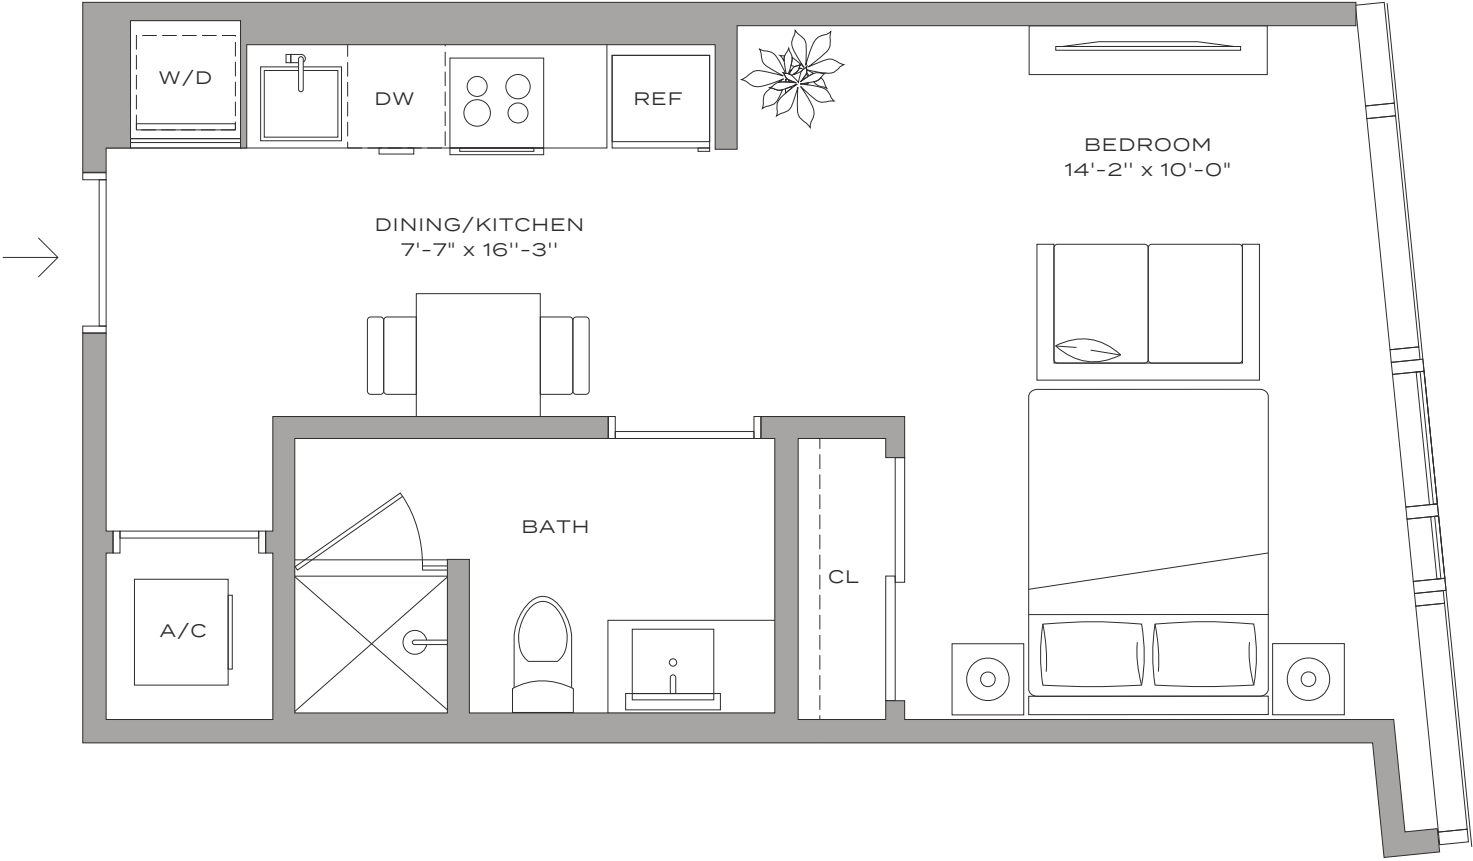 W/D
DW
REF
BEDROOM
14'-2'' x 10'-0"
DINING/KITCHEN
7'-7" x 16''-3''
BATH
CL
A/C